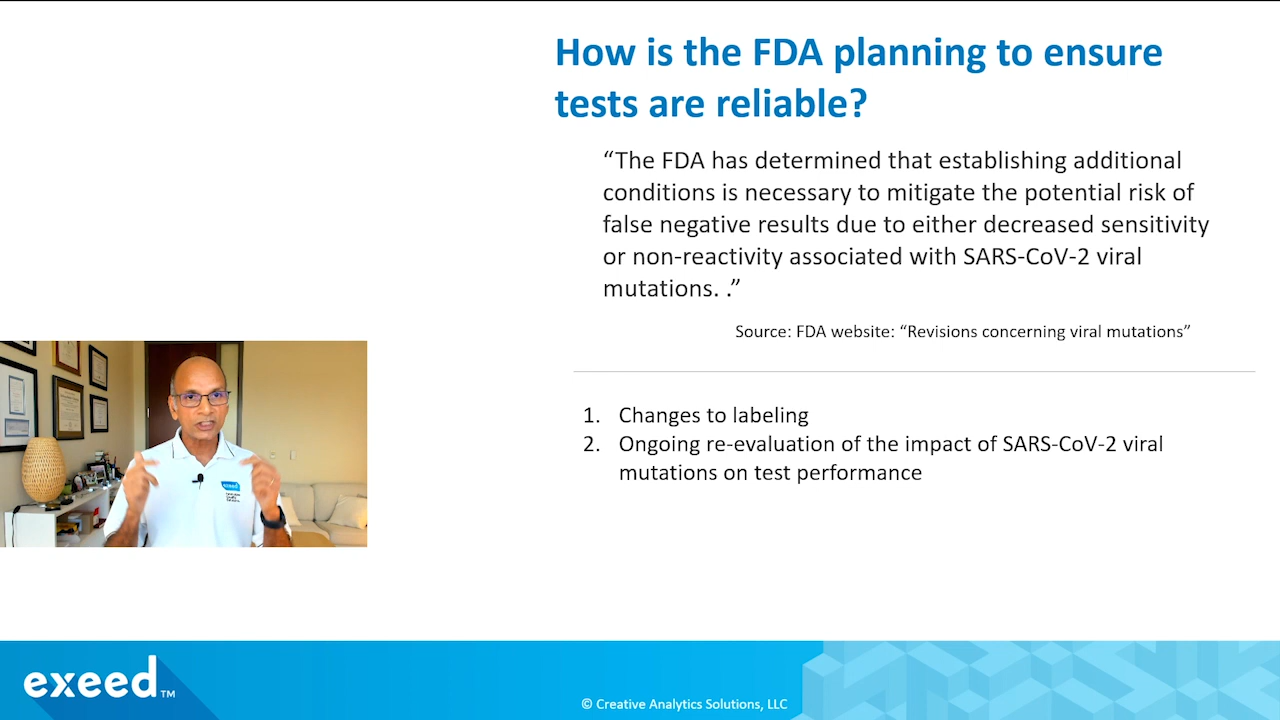 How is the FDA planning to ensure
tests are reliable?
“The FDA has determined that establishing additional
conditions is necessary to mitigate the potential risk of
false negative results due to either decreased sensitivity
or non-reactivity associated with SARS-CoV-2 viral
mutations. .”
Source: FDA website: “Revisions concerning viral mutations”
1. Changes to labeling
2. Ongoing re-evaluation of the impact of SARS-CoV-2 viral
mutations on test performance
exeed
exeed™
© Creative Analytics Solutions, LLC